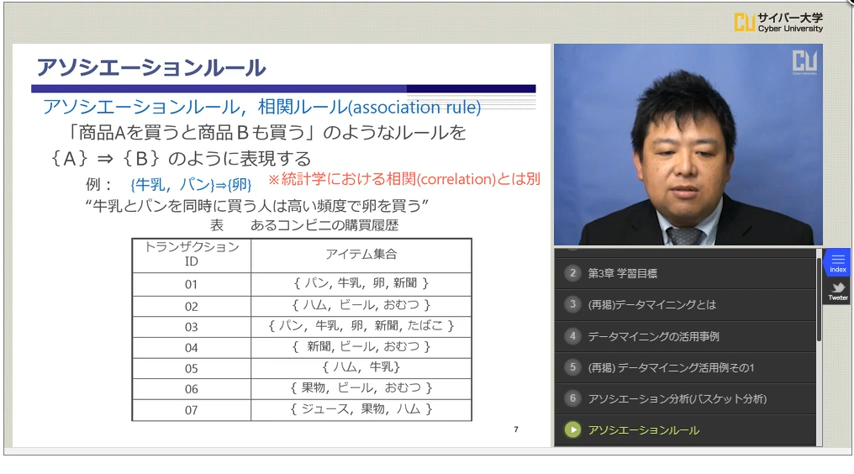 CU サイバー大学
Cyber University
アソシエーションルール
アソシエーションルール，相関ルール(association rule)
「商品Aを買うと商品Ｂも買う」のようなルールを
｛A｝⇒｛B｝のように表現する
例： {牛乳，パン}⇒{卵} ※統計学における相関(correlation)とは別
“牛乳とパンを同時に買う人は高い頻度で卵を買う”
表 あるコンビニの購買履歴
トランザクション
ID
アイテム集合
01 { パン, 牛乳, 卵, 新聞 }
02 { ハム, ビール, おむつ }
03 { パン, 牛乳, 卵, 新聞, たばこ }
04 { 新聞, ビール, おむつ }
05 { ハム, 牛乳}
06 { 果物, ビール, おむつ }
07 { ジュース, 果物, ハム }
7
CU
Cyber University
2 第3章 学習目標
3 (再掲)データマイニングとは
4 データマイニングの活用事例
5 (再掲) データマイニング活用例その1
6 アソシエーション分析(バスケット分析)
アソシエーションルール
index
Twater